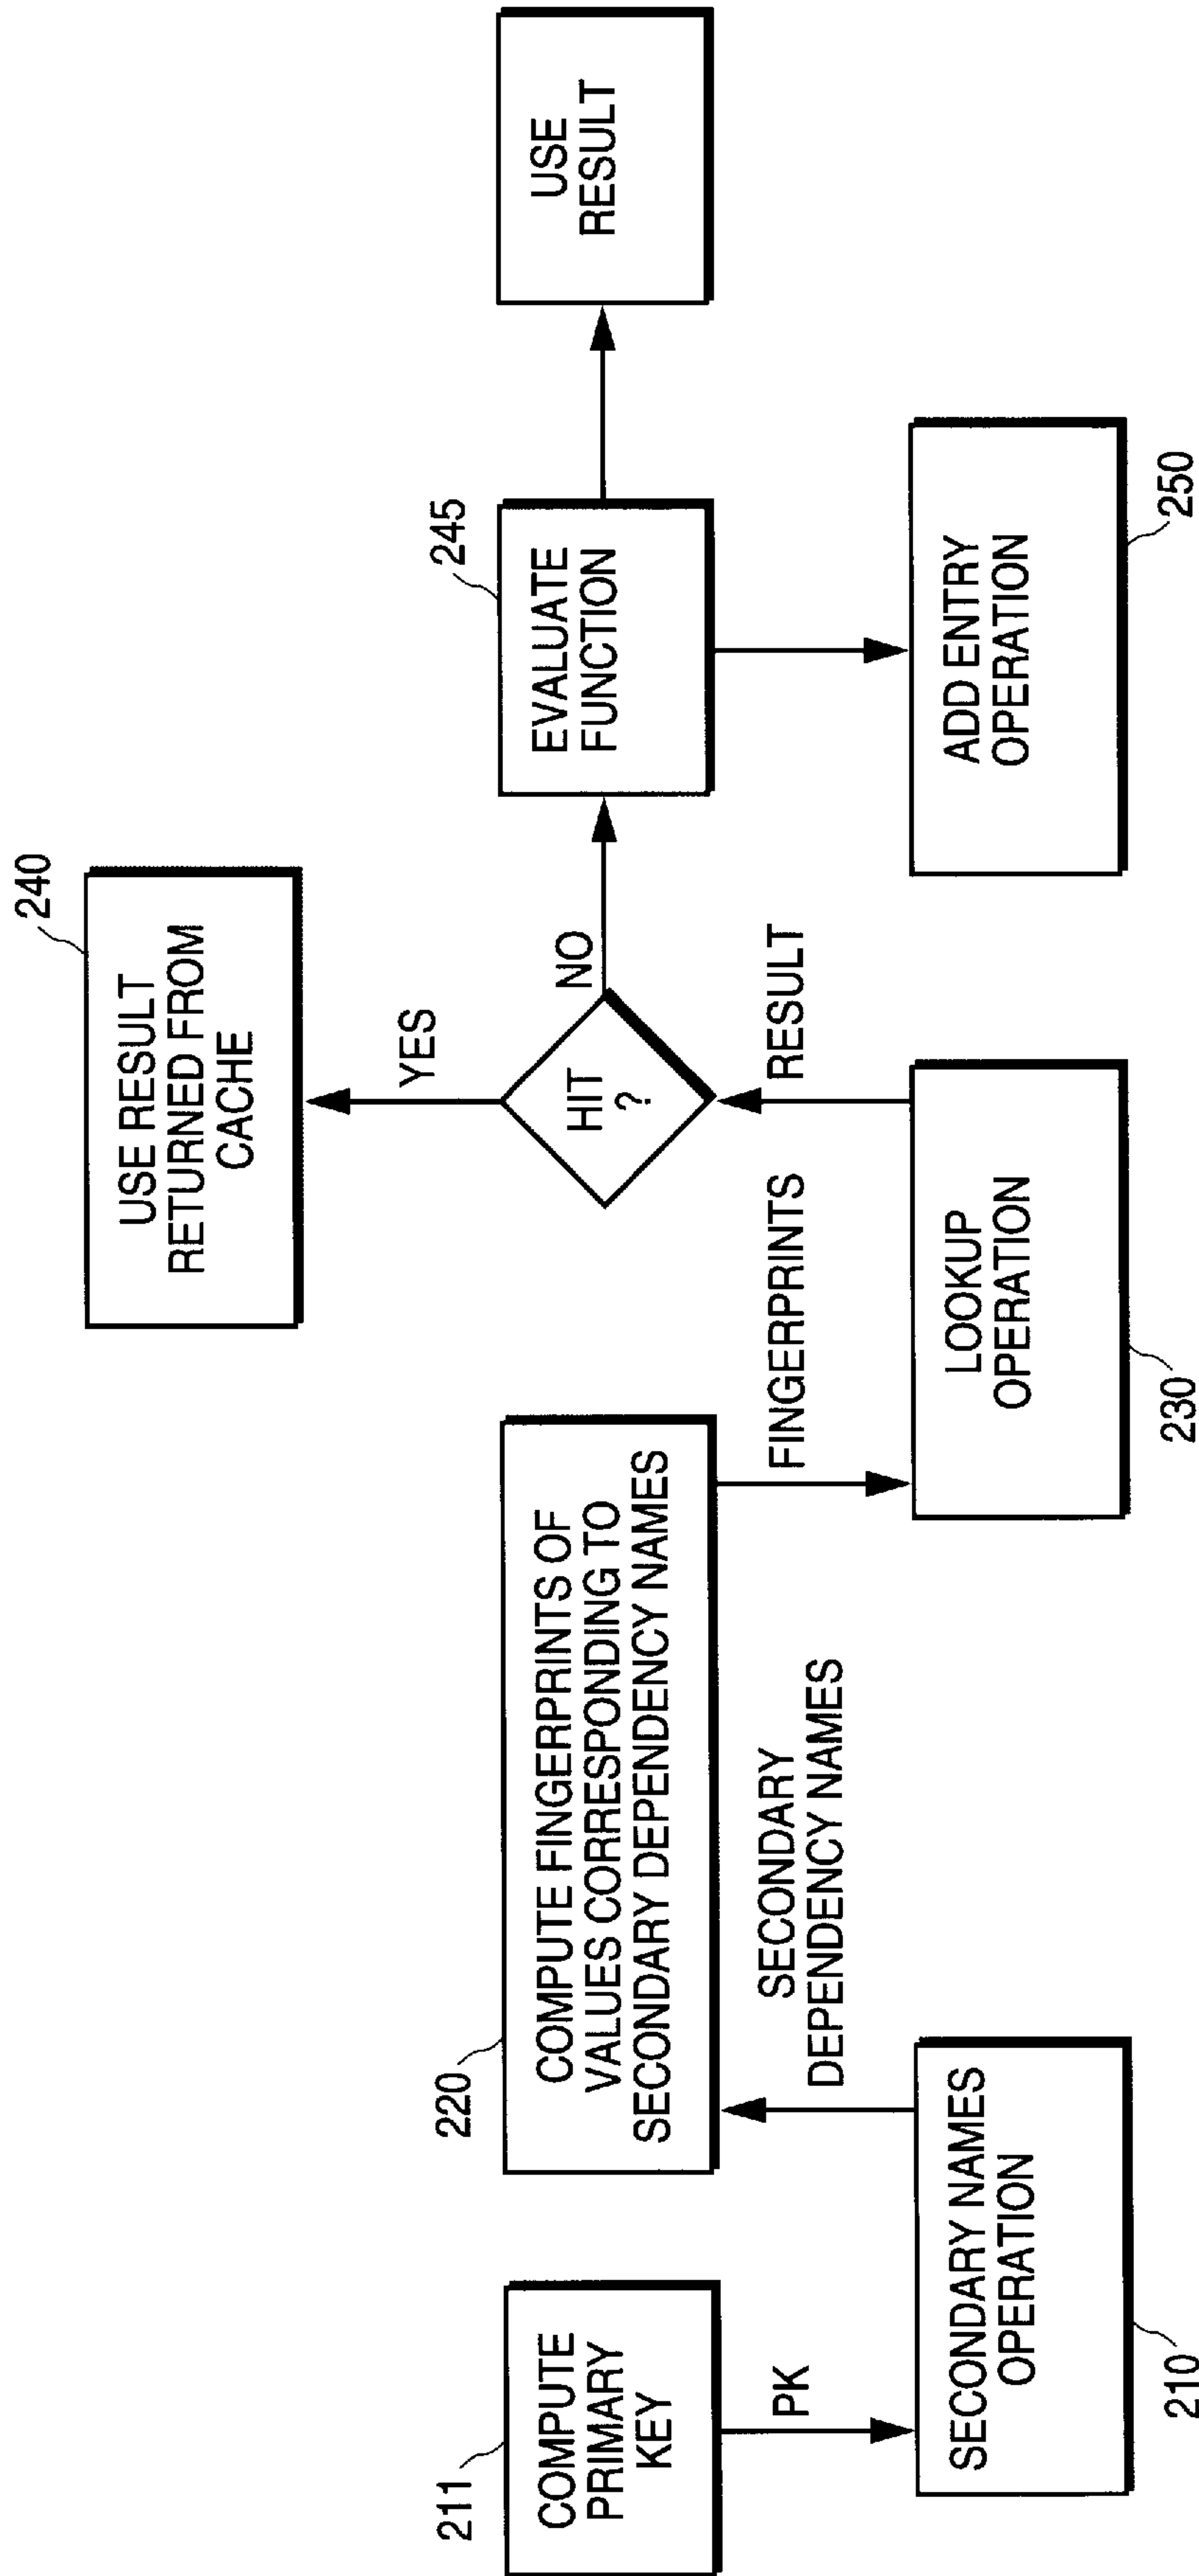 211
COMPUTE
PRIMARY
KEY
PK
SECONDARY NAMES
OPERATION
210
SECONDARY
DEPENDENCY NAMES
220
COMPUTE FINGERPRINTS OF
VALUES CORRESPONDING TO
SECONDARY DEPENDENCY NAMES
FINGERPRINTS
LOOKUP
OPERATION
230
RESULT
HIT
?
YES
240
USE RESULT
RETURNED FROM
CACHE
NO
245
EVALUATE
FUNCTION
ADD ENTRY
OPERATION
250
USE
RESULT